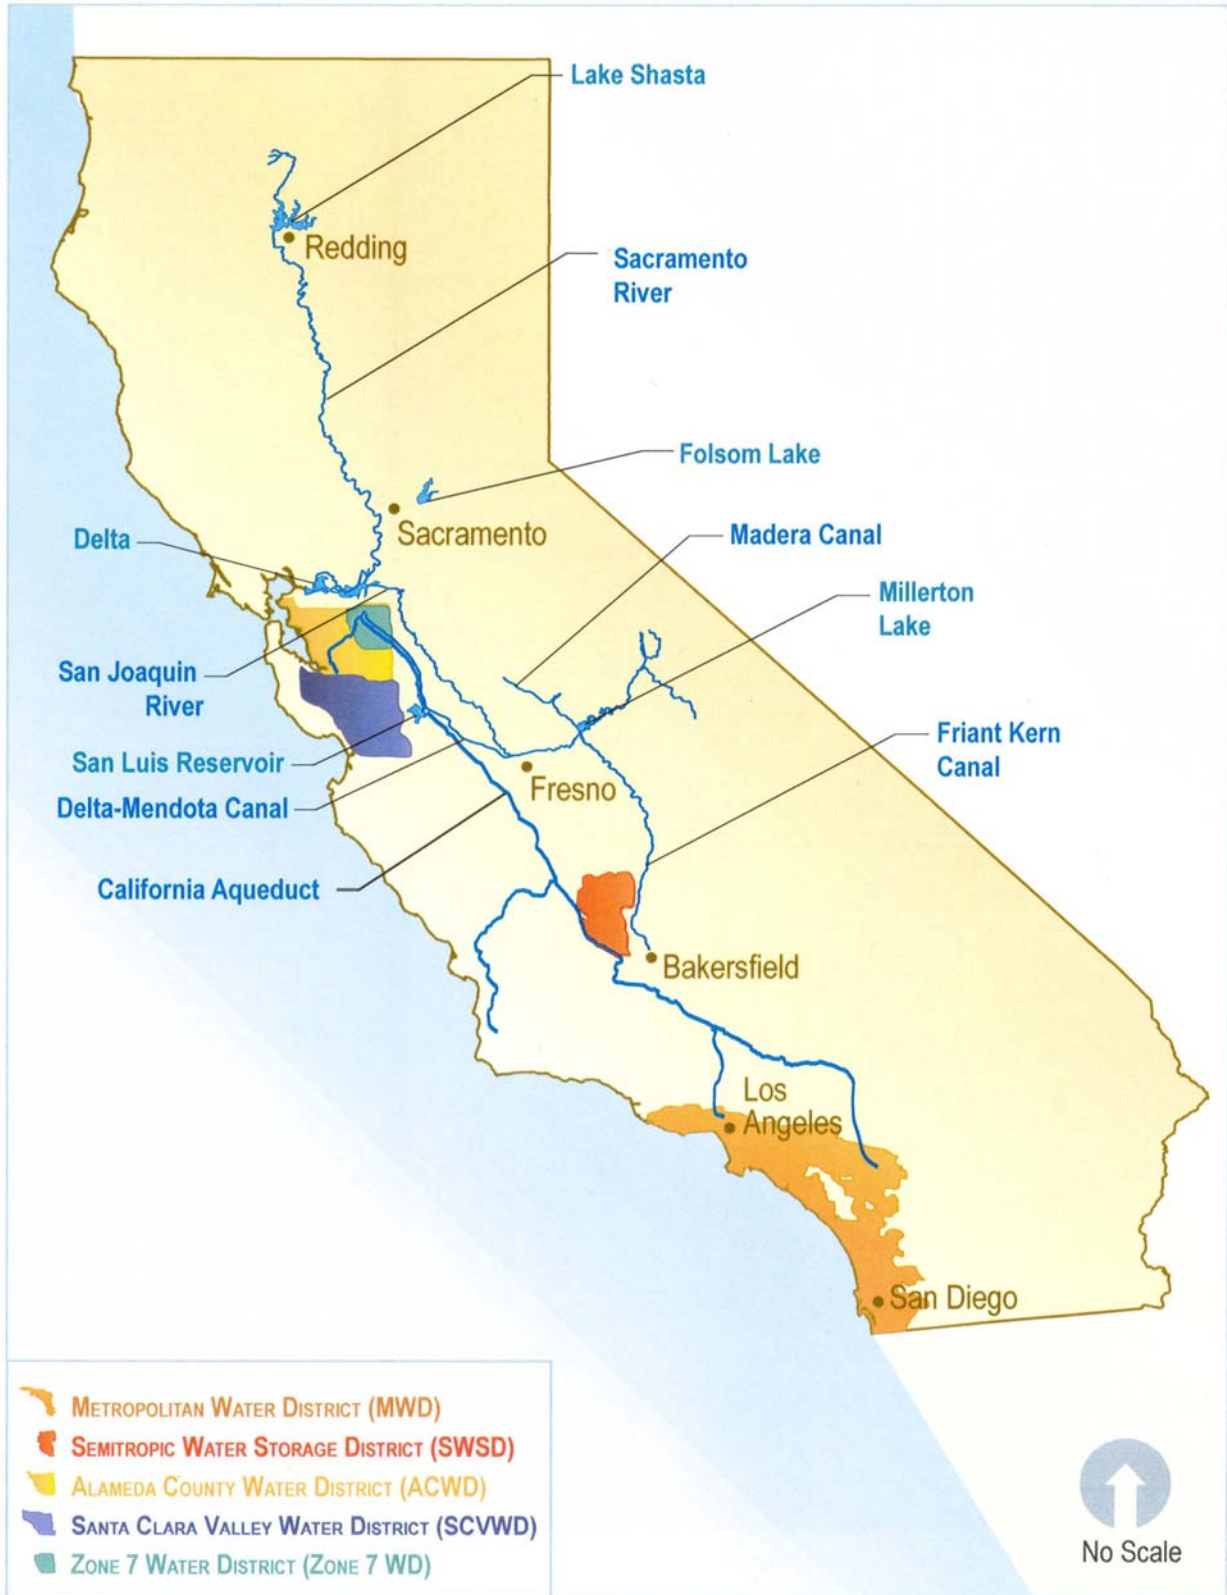 Lake Shasta
Redding
Sacramento
River
Folsom Lake
Sacramento
Delta
Madera Canal
Millerton
Lake
San Joaquin
River
San Luis Reservoir
Friant Kern
Canal
Fresno
Delta-Mendota Canal
California Aqueduct
Bakersfield
Los
Angeles
San Diego
METROPOLITAN WATER DISTRICT (MWD)
SEMITROPIC WATER STORAGE DISTRICT (SWSD)
ALAMEDA COUNTY WATER DISTRICT (ACWD)
SANTA CLARA VALLEY WATER DISTRICT (SCVWD)
ZONE 7 WATER DISTRICT (ZONE 7 WD)
No Scale